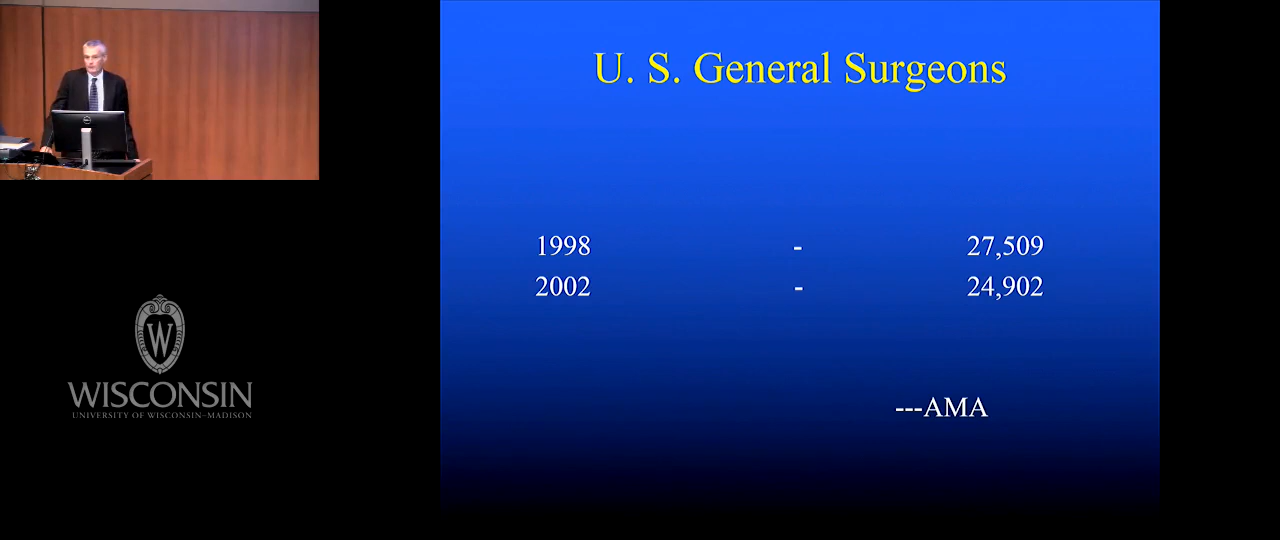 U. S. General Surgeons
1998 - 27,509
2002 - 24,902
---AMA
W
WISCONSIN
UNIVERSITY OF WISCONSIN–MADISON